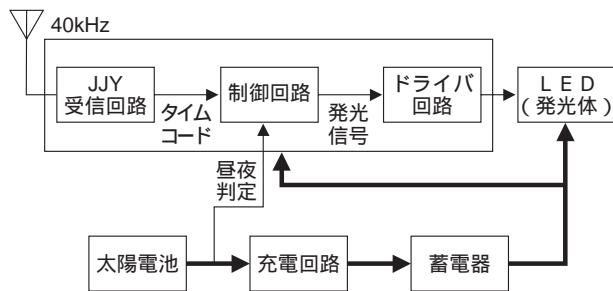 40kHz
JJY
受信回路
タイム
コード
制御回路
発光
信号
ドライバ
回路
ＬＥＤ
(発光体)
昼夜
判定
太陽電池
充電回路
蓄電器